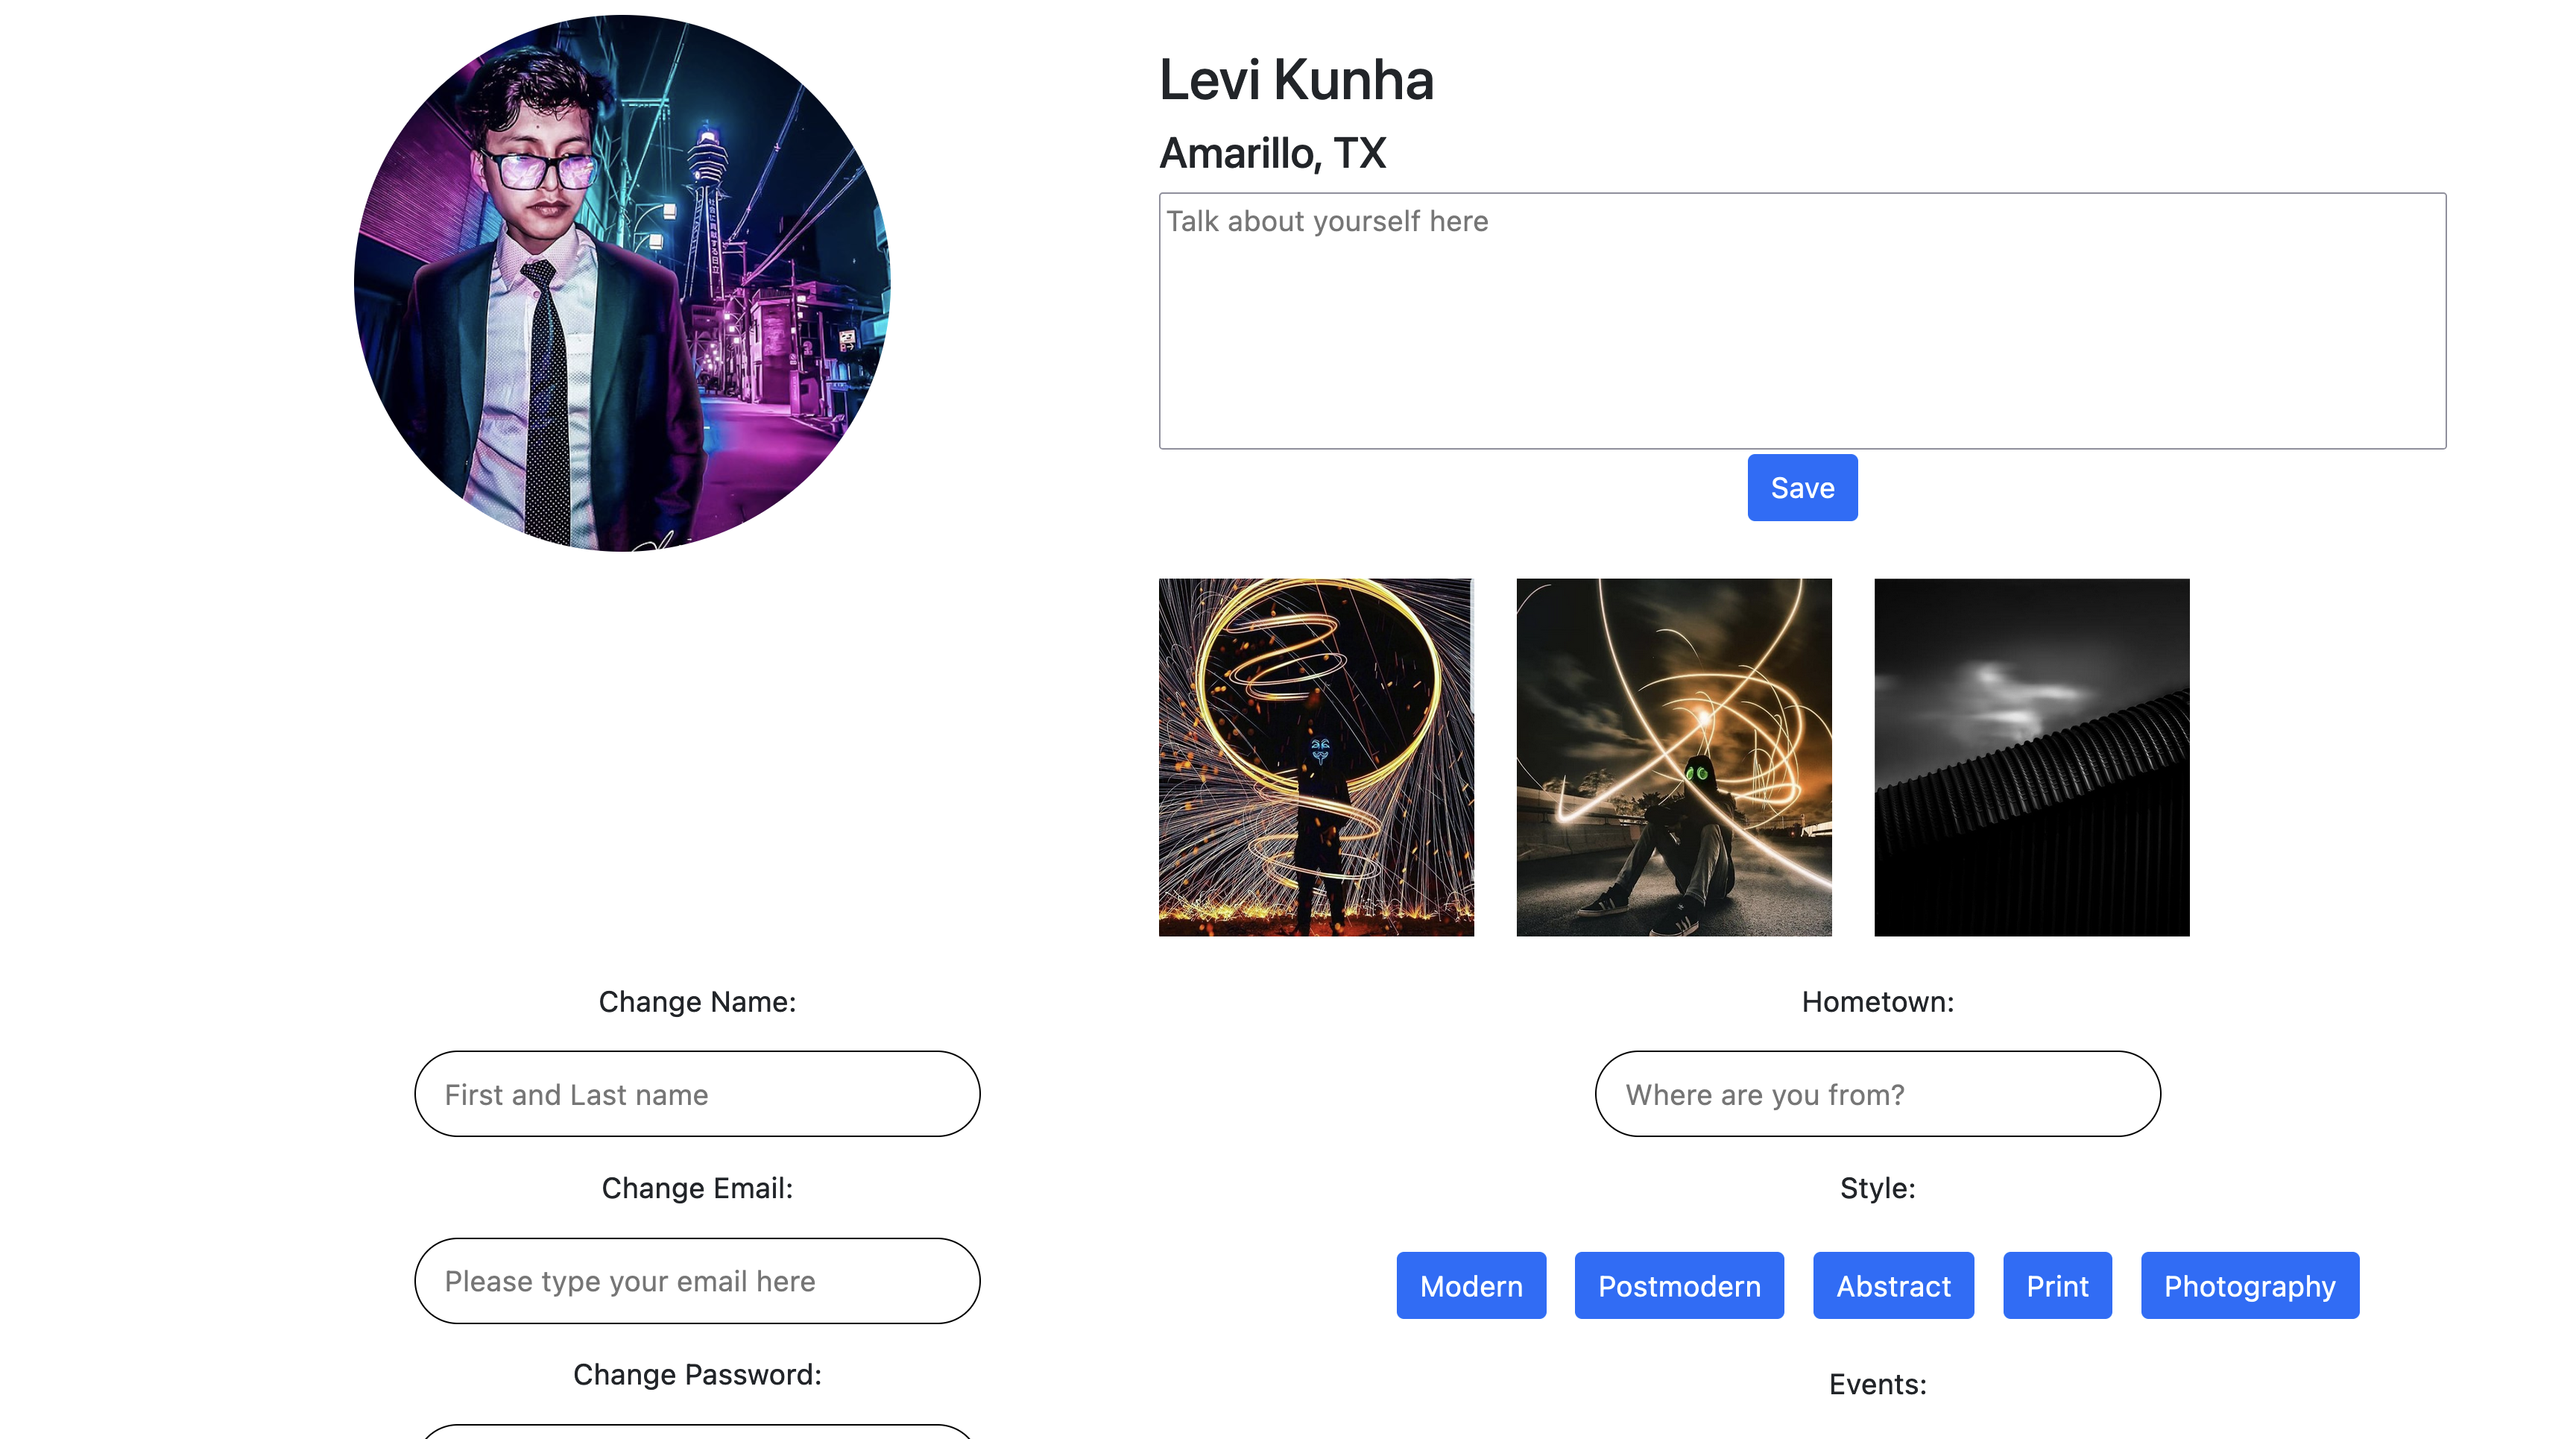 Levi Kunha
Amarillo, TX
Talk about yourself here
Save
Change Name:
First and Last name
Change Email:
Please type your email here
Change Password:
Hometown:
Where are you from?
Style:
Modern Postmodern Abstract Print Photography
Events: